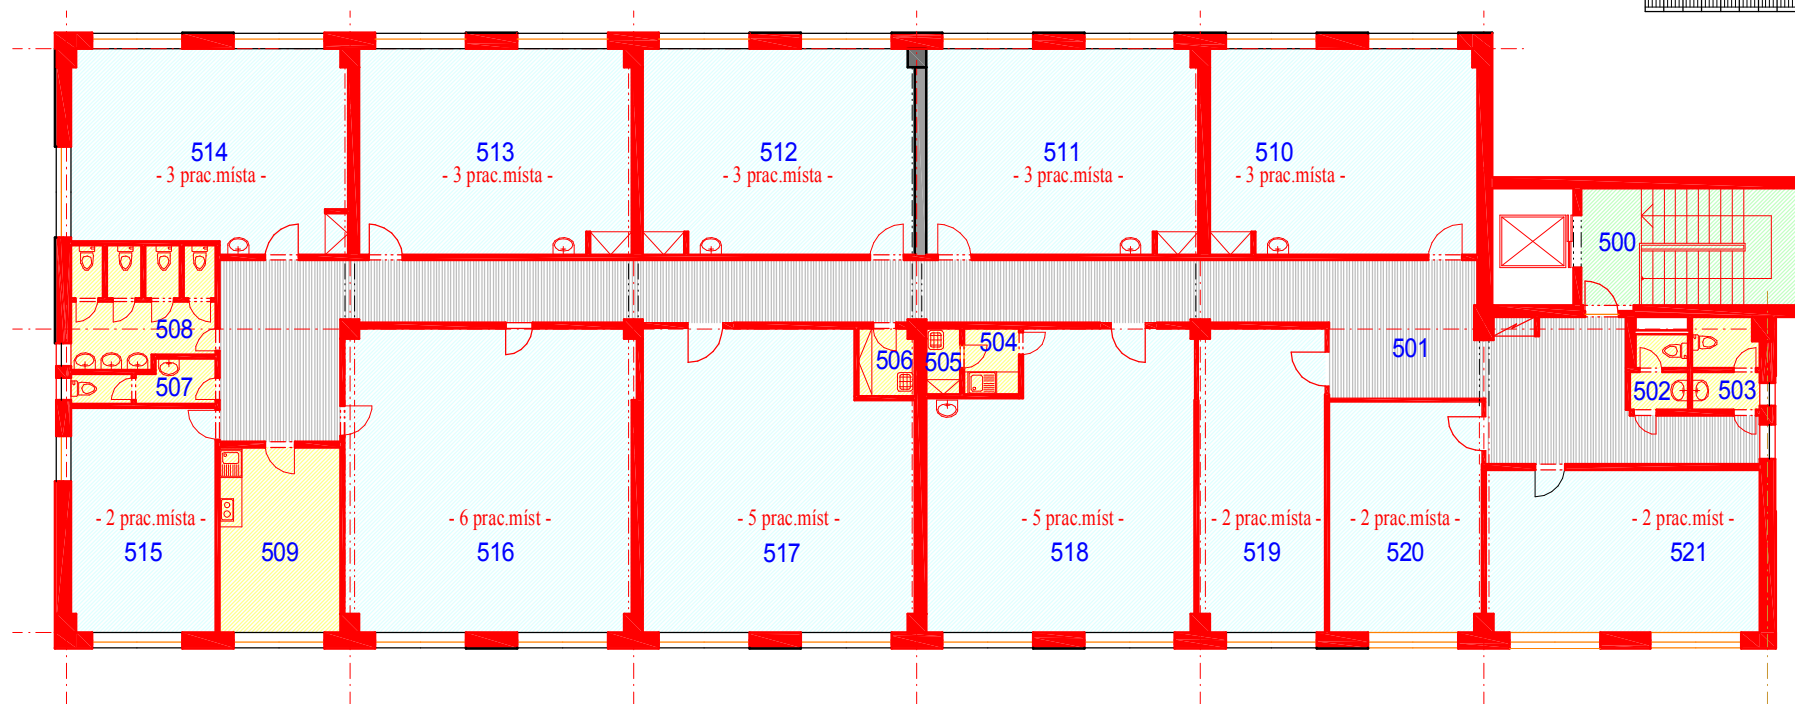 514
- 3 prac.místa -
513
- 3 prac.místa -
512
- 3 prac.místa -
511
- 3 prac.místa -
510
- 3 prac.místa -
500
508
507
506
505
504
501
502
503
- 2 prac.místa -
515
509
- 6 prac.míst -
516
- 5 prac.míst -
517
- 5 prac.míst -
518
- 2 prac.místa -
519
- 2 prac.místa -
520
- 2 prac.míst -
521